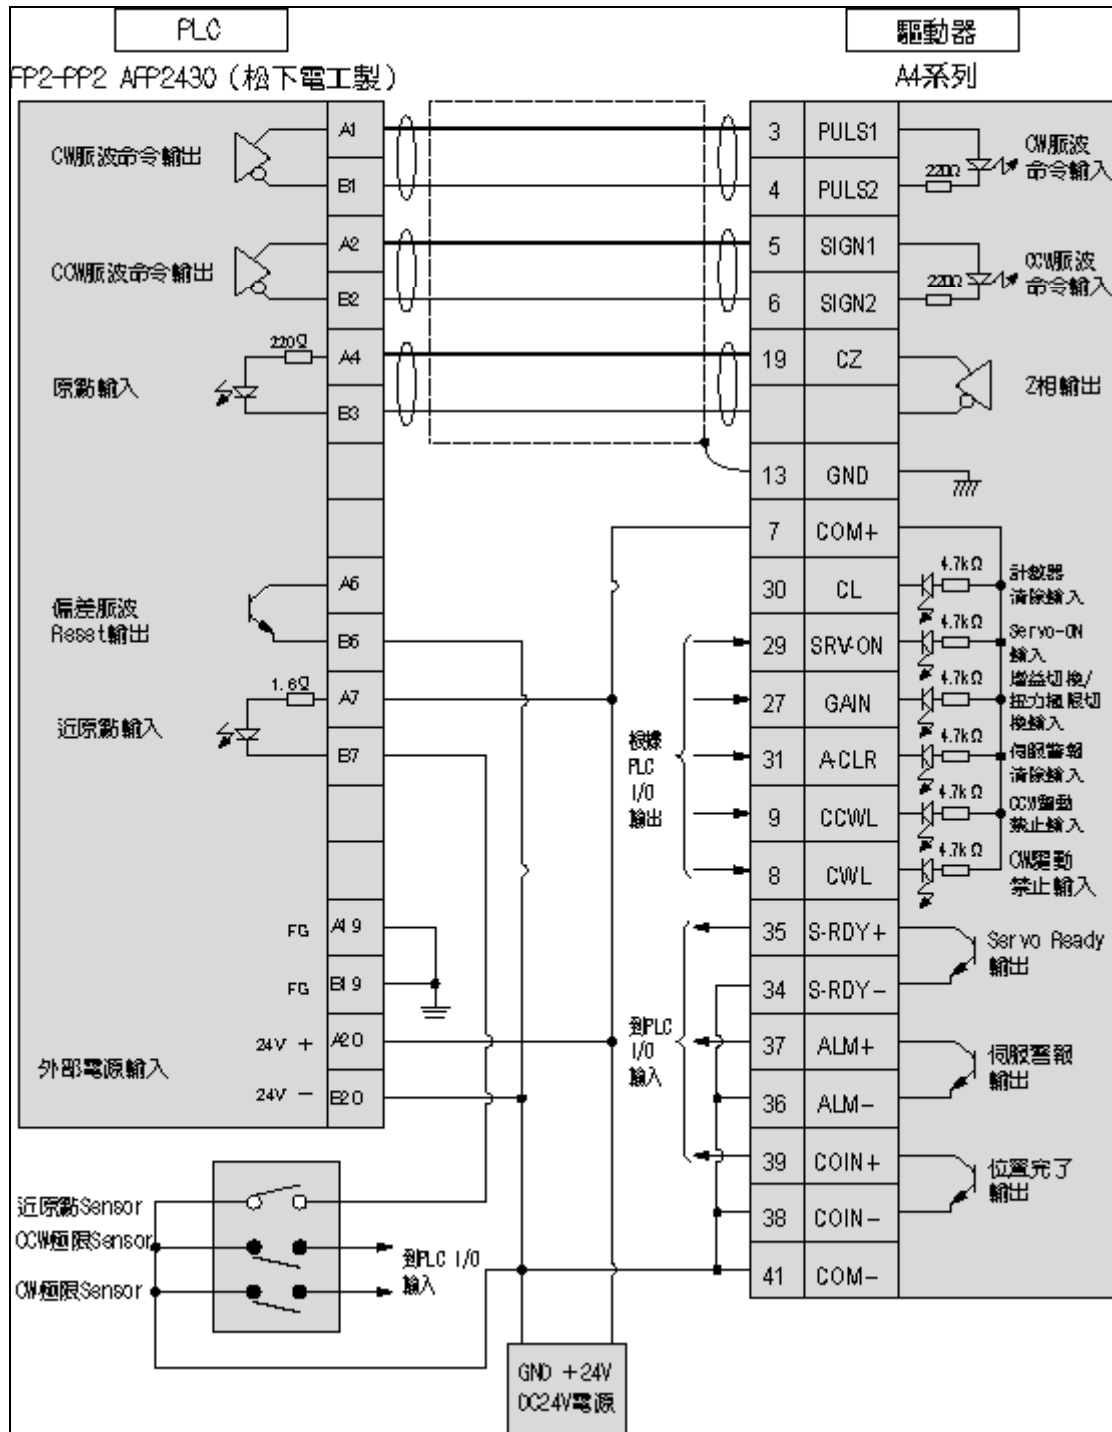 PLC
驅動器
FP2-PP2 AFP2430 (松下電工製)
A4系列
CW脈波命令輸出
A1
B1
3 PULS1
4 PULS2
220Ω
CW脈波
命令輸入
CCW脈波命令輸出
A2
B2
5 SIGN1
6 SIGN2
220Ω
CCW脈波
命令輸入
原點輸入
220Ω
A4
B3
19 CZ
Z相輸出
13 GND
7 COM+
偏差脈波
Reset輸出
A5
B5
30 CL
4.7kΩ
計數器
清除輸入
29 SRV-ON
4.7kΩ
Servo-ON
輸入
近原點輸入
1.6Ω
A7
B7
27 GAIN
4.7kΩ
增益切換/
扭力極限切
換輸入
31 A-CLR
4.7kΩ
伺服警報
清除輸入
9 CCWL
4.7kΩ
CCW驅動
禁止輸入
8 CWL
4.7kΩ
CW驅動
禁止輸入
根據
PLC
I/O
輸出
FG A19
FG B19
35 S-RDY+
34 S-RDY-
Servo Ready
輸出
外部電源輸入
24V + A20
24V - B20
到PLC
I/O
輸入
37 ALM+
36 ALM-
伺服警報
輸出
39 COIN+
38 COIN-
位置完了
輸出
41 COM-
近原點Sensor
CCW極限Sensor
CW極限Sensor
到PLC I/O
輸入
GND +24V
DC24V電源